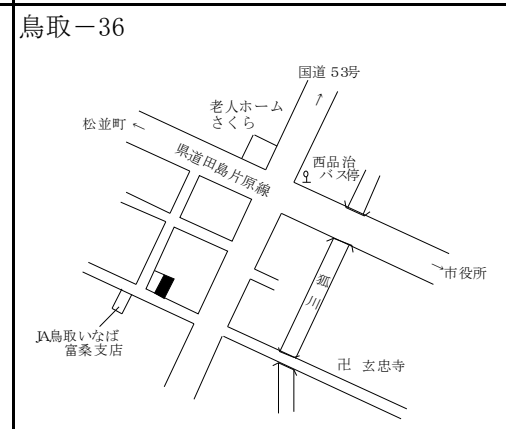 鳥取－36
国道 53号
↑
老人ホーム
さくら
松並町 ←
県道田島片原線
西品治
バス停
→市役所
狐川
JA鳥取いなば
富桑支店
卍 玄忠寺